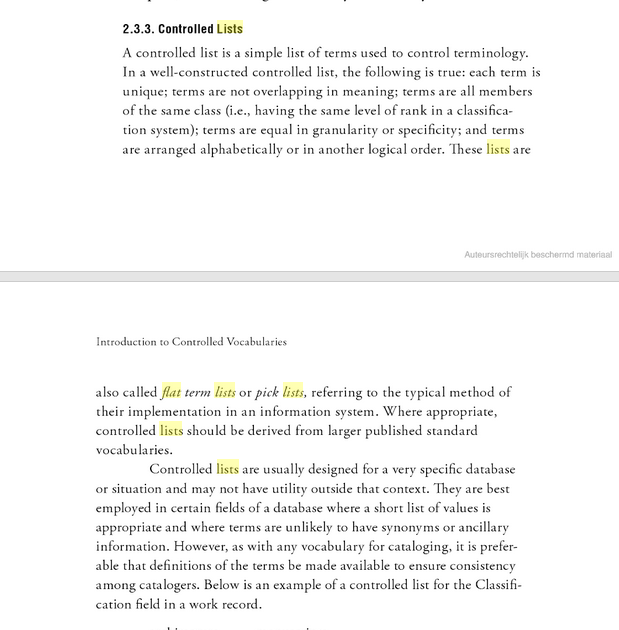 2.3.3. Controlled Lists
A controlled list is a simple list of terms used to control terminology.
In a well-constructed controlled list, the following is true: each term is
unique; terms are not overlapping in meaning; terms are all members
of the same class (i.e., having the same level of rank in a classifica-
tion system); terms are equal in granularity or specificity; and terms
are arranged alphabetically or in another logical order. These lists are
Auteursrechtelijk beschermd materiaal
Introduction to Controlled Vocabularies
also called flat term lists or pick lists, referring to the typical method of
their implementation in an information system. Where appropriate,
controlled lists should be derived from larger published standard
vocabularies.
Controlled lists are usually designed for a very specific database
or situation and may not have utility outside that context. They are best
employed in certain fields of a database where a short list of values is
appropriate and where terms are unlikely to have synonyms or ancillary
information. However, as with any vocabulary for cataloging, it is prefer-
able that definitions of the terms be made available to ensure consistency
among catalogers. Below is an example of a controlled list for the Classifi-
cation field in a work record.